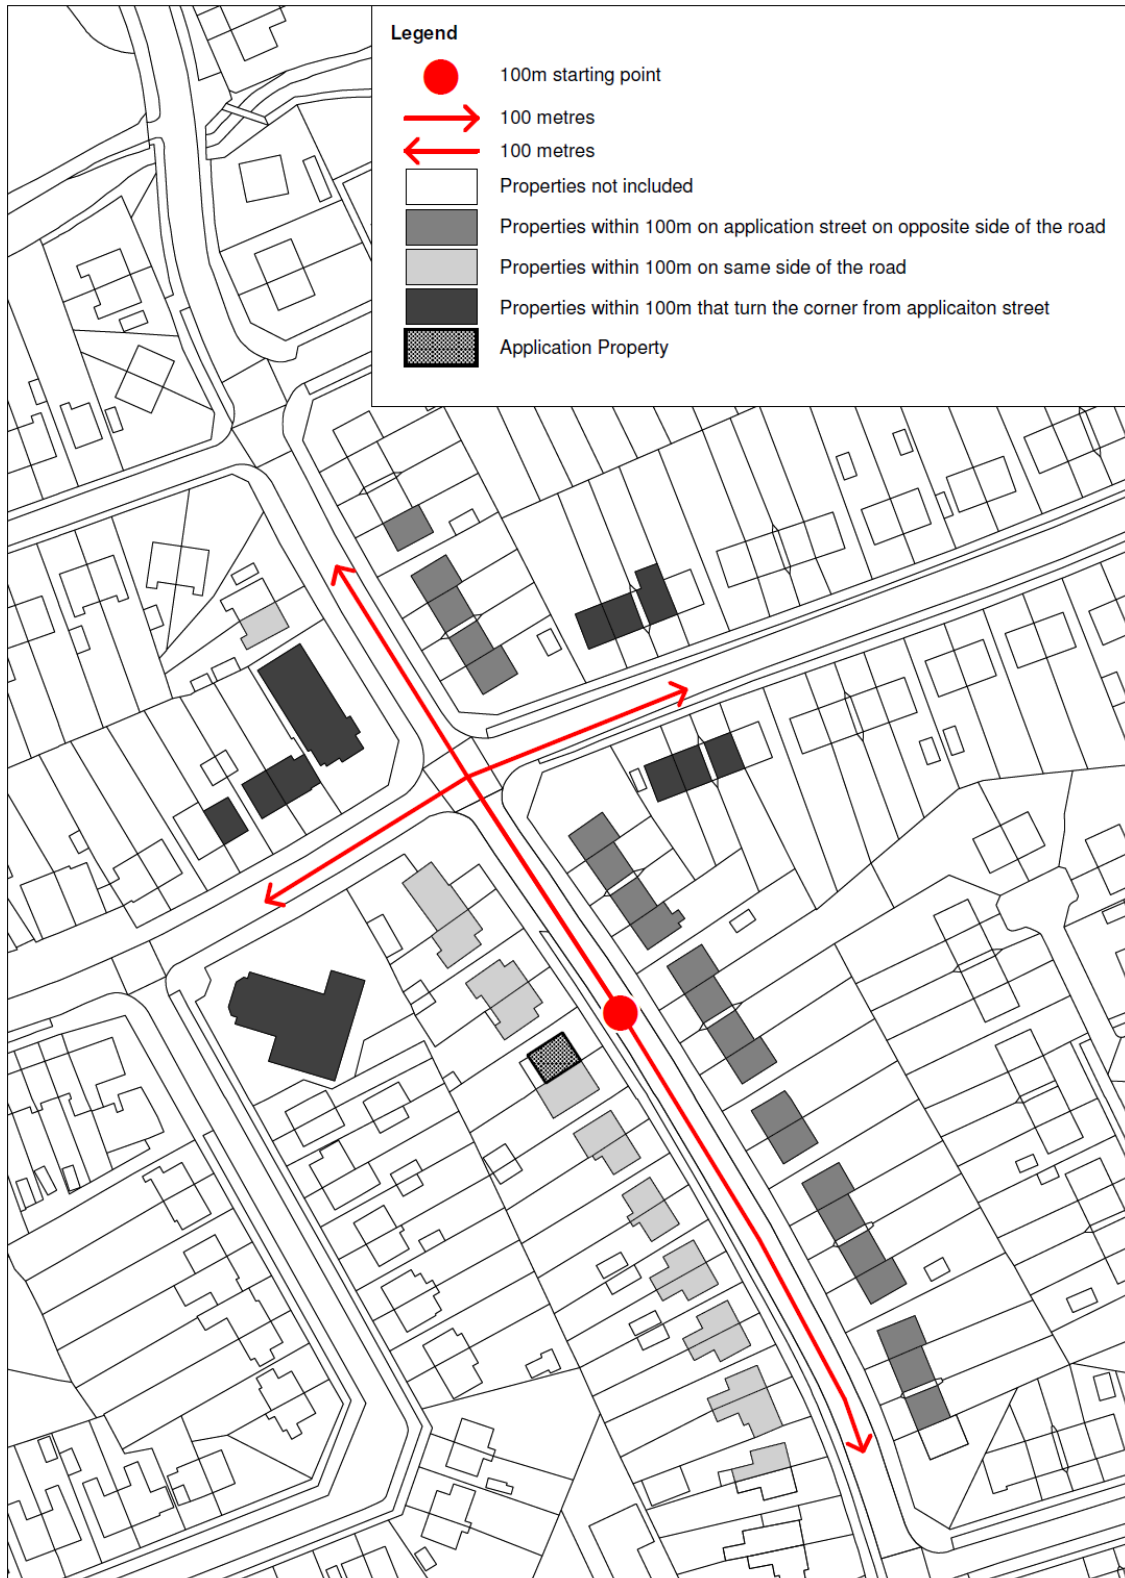 Legend
100m starting point
100 metres
100 metres
Properties not included
Properties within 100m on application street on opposite side of the road
Properties within 100m on same side of the road
Properties within 100m that turn the corner from applicaiton street
Application Property